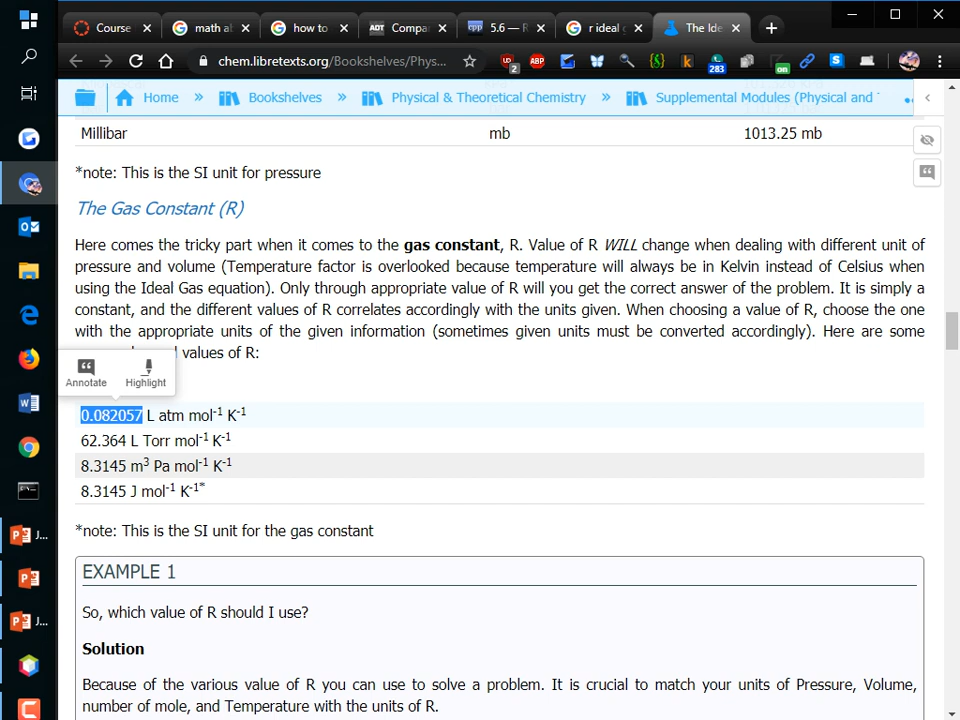 Course
math al
how to
ADT
Compa
cpp
5.6 — R
r ideal g
The Ide
chem.libretexts.org/Bookshelves/Phys...
2
ABP
283
on
Home » Bookshelves » Physical & Theoretical Chemistry » Supplemental Modules (Physical and
Millibar mb 1013.25 mb
*note: This is the SI unit for pressure
The Gas Constant (R)
Here comes the tricky part when it comes to the gas constant, R. Value of R WILL change when dealing with different unit of
pressure and volume (Temperature factor is overlooked because temperature will always be in Kelvin instead of Celsius when
using the Ideal Gas equation). Only through appropriate value of R will you get the correct answer of the problem. It is simply a
constant, and the different values of R correlates accordingly with the units given. When choosing a value of R, choose the one
with the appropriate units of the given information (sometimes given units must be converted accordingly). Here are some
values of R:
Annotate Highlight
0.082057 L atm mol-1 K-1
62.364 L Torr mol-1 K-1
8.3145 m3 Pa mol-1 K-1
8.3145 J mol-1 K-1*
*note: This is the SI unit for the gas constant
EXAMPLE 1
So, which value of R should I use?
Solution
Because of the various value of R you can use to solve a problem. It is crucial to match your units of Pressure, Volume,
number of mole, and Temperature with the units of R.
J...
J...